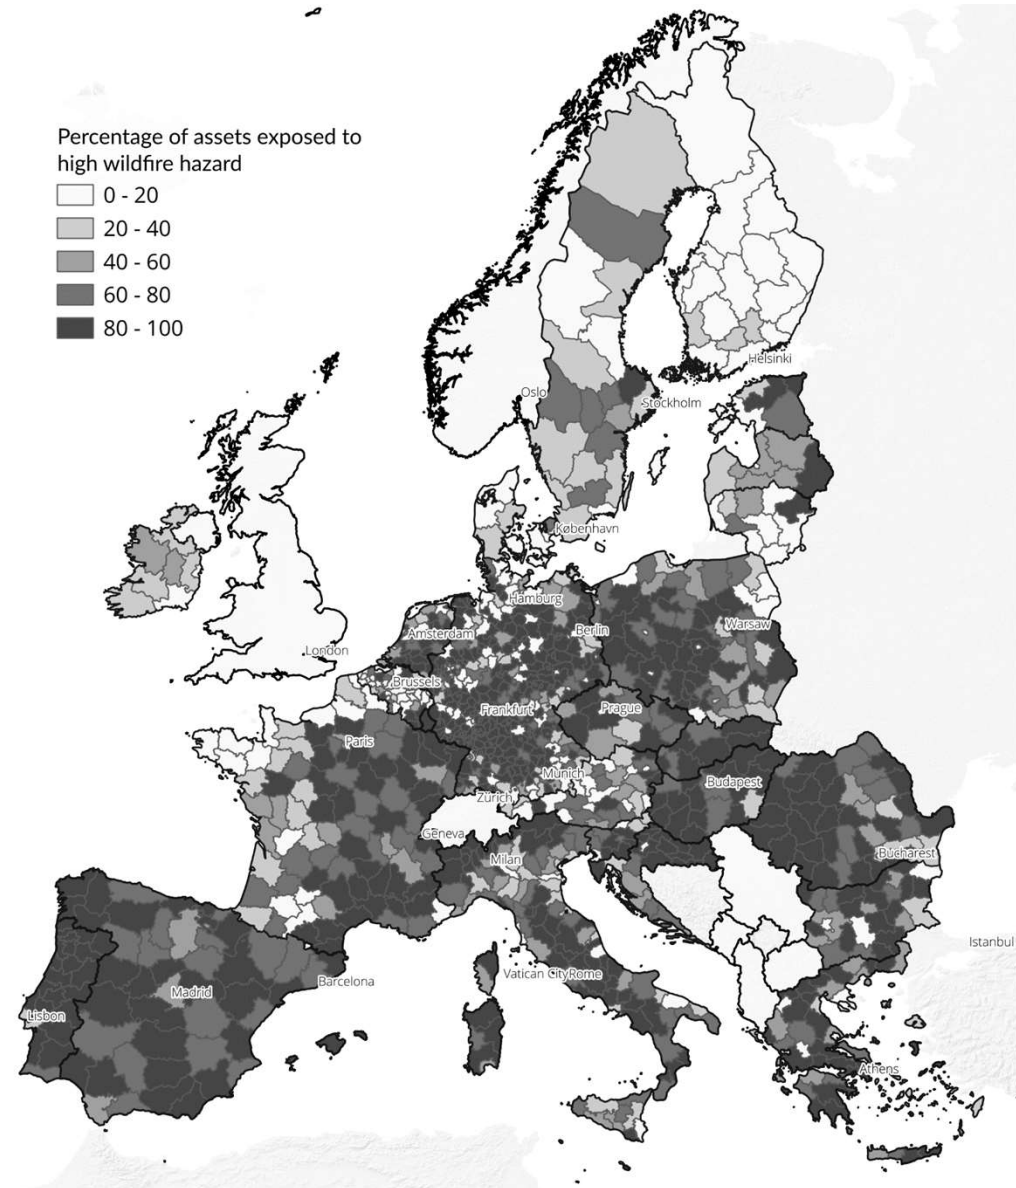 Percentage of assets exposed to
high wildfire hazard
0 - 20
20 - 40
40 - 60
60 - 80
80 - 100
Helsinki
Oslo
Stockholm
København
Hamburg
Amsterdam
Berlin
Warsaw
London
Brussels
Frankfurt
Prague
Paris
Munich
Budapest
Zürich
Geneva
Milan
Bucharest
Istanbul
Vatican CityRome
Barcelona
Madrid
Lisbon
Athens